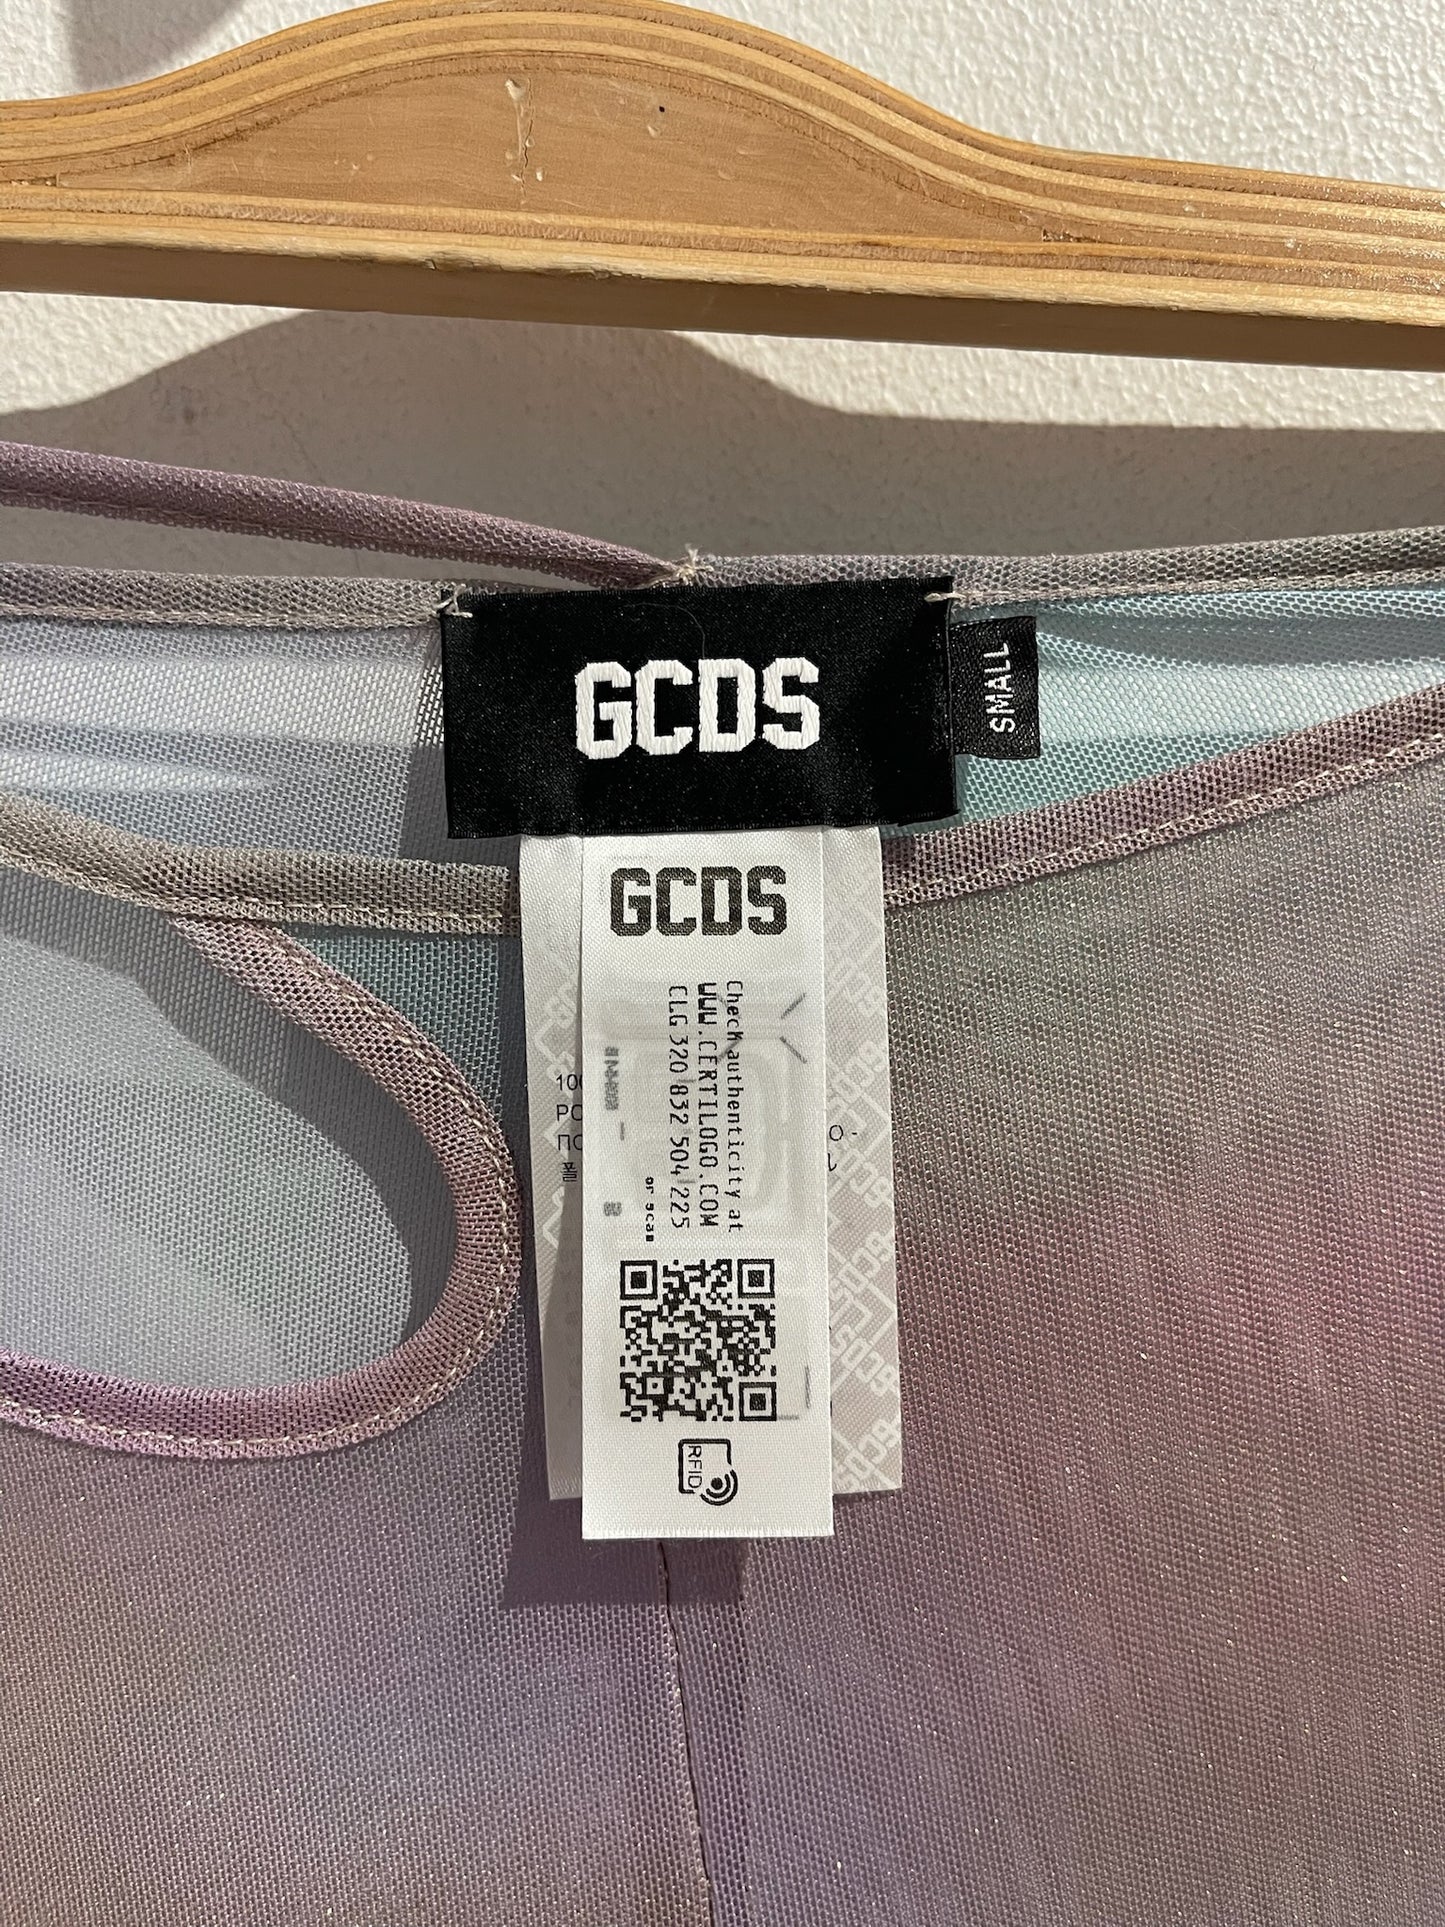 GCDS
SMALL
GCDS
Check authenticity at
WWW.CERTILOGO.COM
CLG 320 832 504 225
or scan
RFID